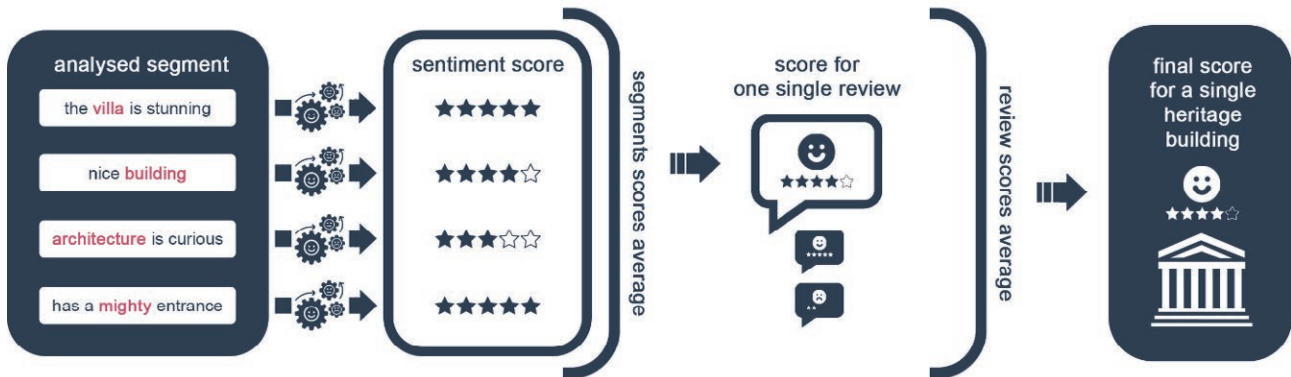 analysed segment
the villa is stunning
nice building
architecture is curious
has a mighty entrance
sentiment score
segments scores average
score for
one single review
review scores average
final score
for a single
heritage
building